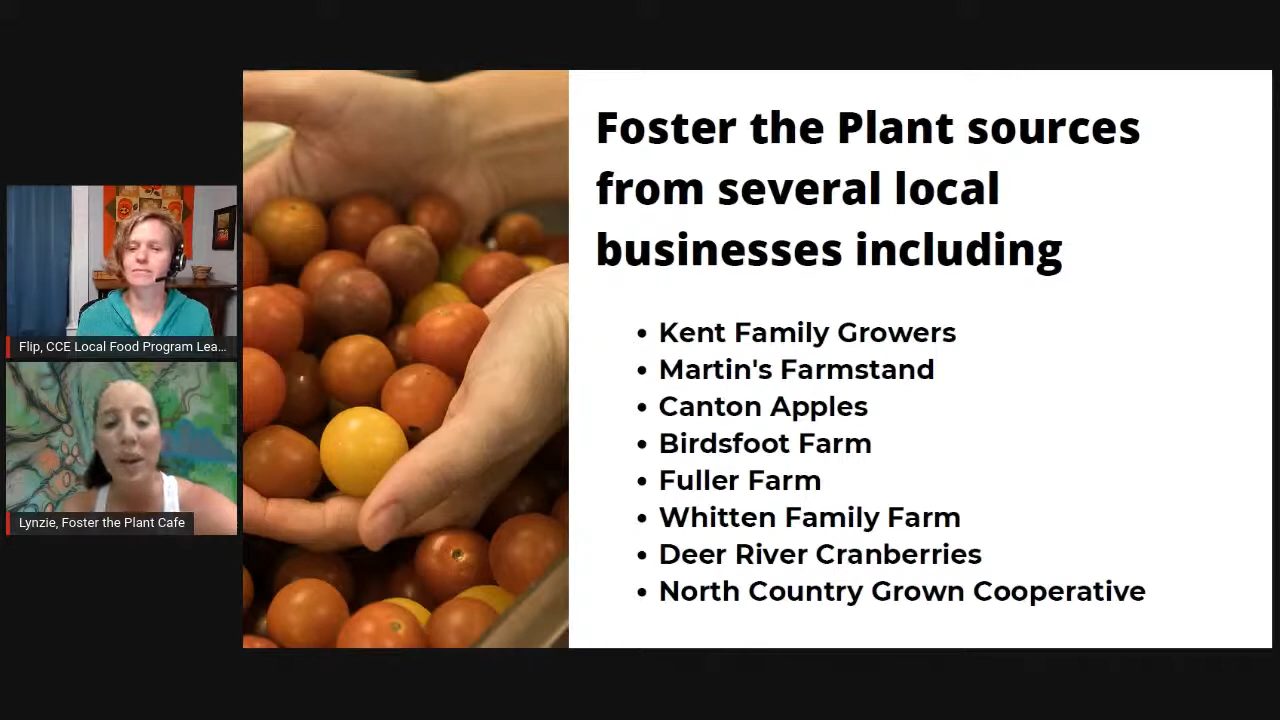 Foster the Plant sources
from several local
businesses including
• Kent Family Growers
• Martin's Farmstand
• Canton Apples
• Birdsfoot Farm
• Fuller Farm
• Whitten Family Farm
• Deer River Cranberries
• North Country Grown Cooperative
Flip, CCE Local Food Program Lea...
Lynzie, Foster the Plant Cafe